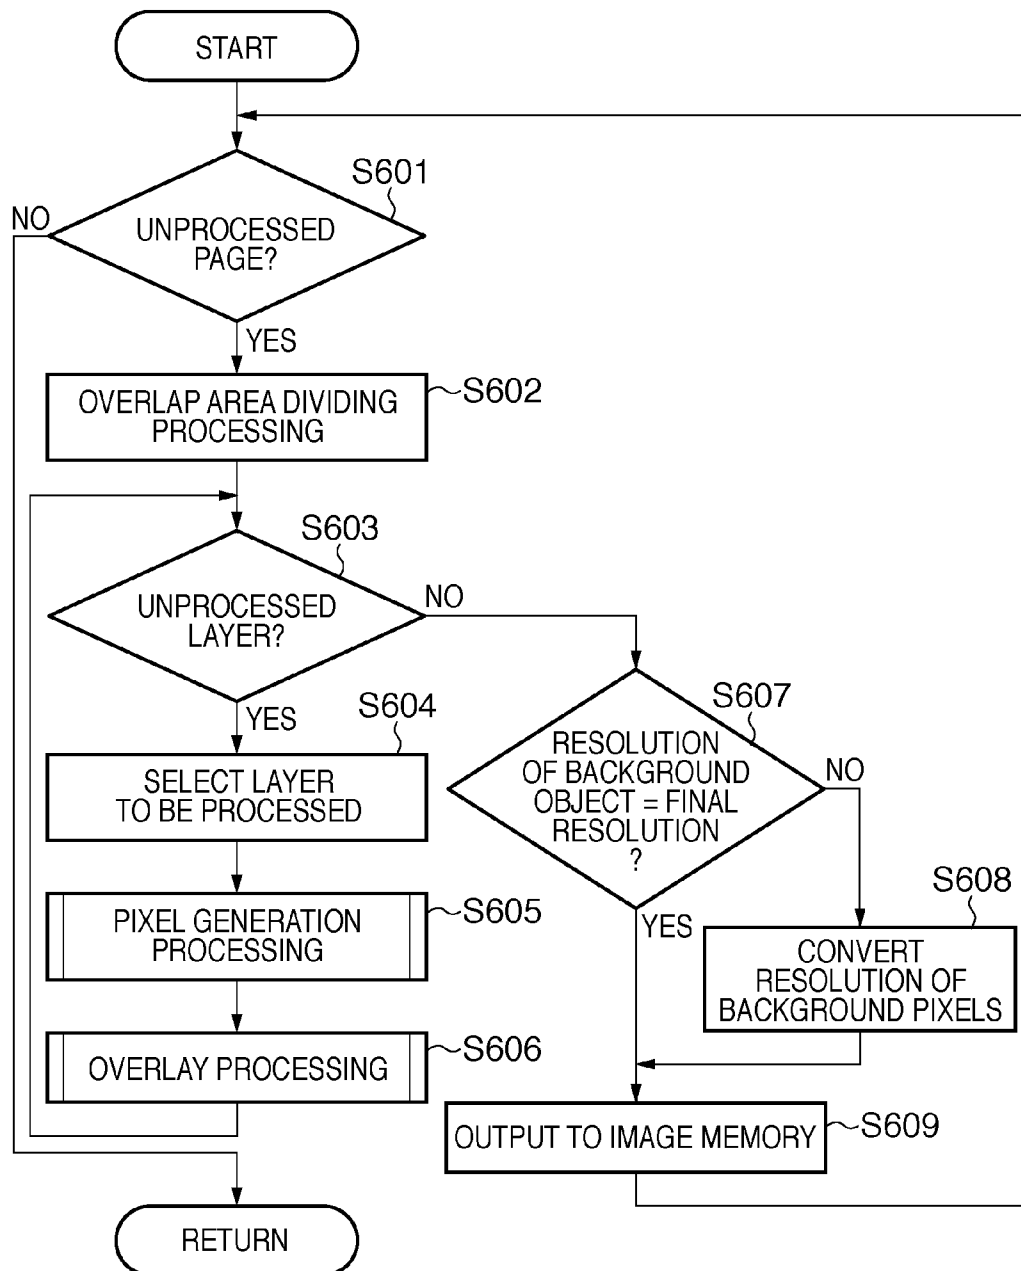 START
S601
NO
UNPROCESSED
PAGE?
YES
OVERLAP AREA DIVIDING
PROCESSING
S602
S603
UNPROCESSED
LAYER?
NO
YES
S604
SELECT LAYER
TO BE PROCESSED
PIXEL GENERATION
PROCESSING
S605
OVERLAY PROCESSING
S606
S607
RESOLUTION
OF BACKGROUND
OBJECT = FINAL
RESOLUTION
?
NO
YES
S608
CONVERT
RESOLUTION OF
BACKGROUND PIXELS
OUTPUT TO IMAGE MEMORY
S609
RETURN